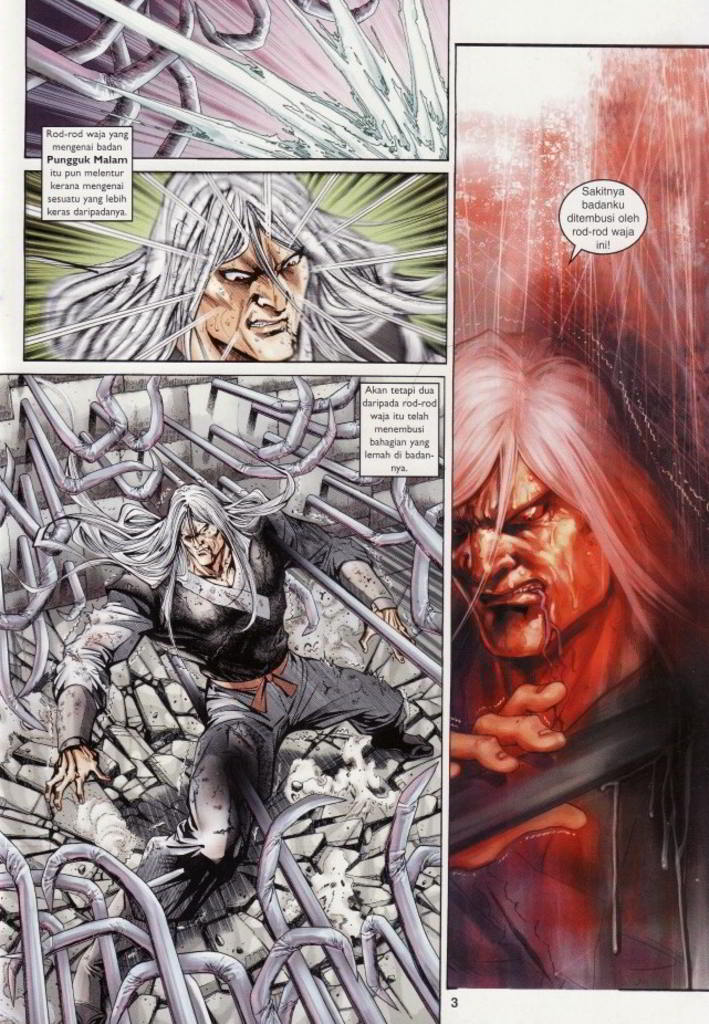 Rod-rod waja yang
mengenai badan
Pungguk Malam
itu pun melentur
kerana mengenai
sesuatu yang lebih
keras daripadanya.
Akan tetapi dua
daripada rod-rod
waja itu telah
menembusi
bahagian yang
lemah di badan-
nya.
Sakitnya
badanku
ditembusi oleh
rod-rod waja
ini!
3